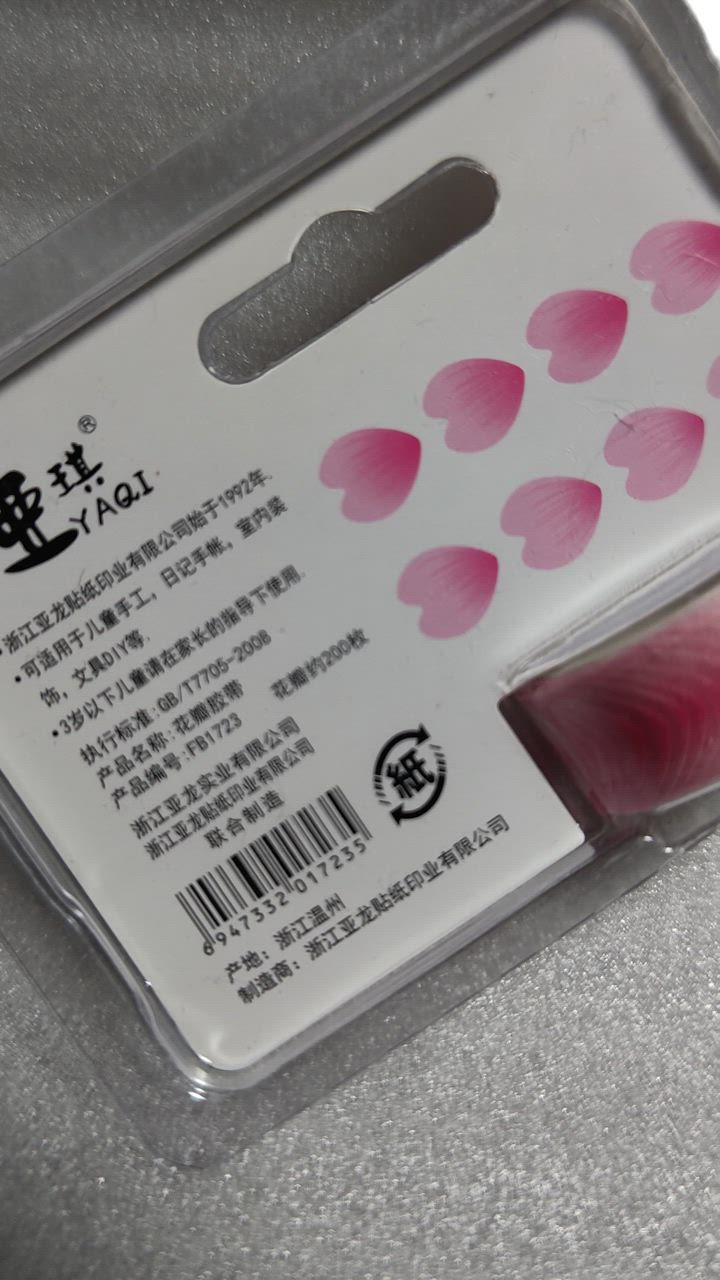 亚琪®
YAQI
•浙江亚龙贴纸印业有限公司始于1992年.
•可适用于儿童手工，日记手帐，室内装
饰，文具DIY等.
•3岁以下儿童请在家长的指导下使用.
执行标准:GB/T7705-2008
产品名称:花瓣胶带 花瓣约200枚
产品编号:FB1723
浙江亚龙实业有限公司
浙江亚龙贴纸印业有限公司
联合制造
紙
6947332017235
产地：浙江温州
制造商：浙江亚龙贴纸印业有限公司